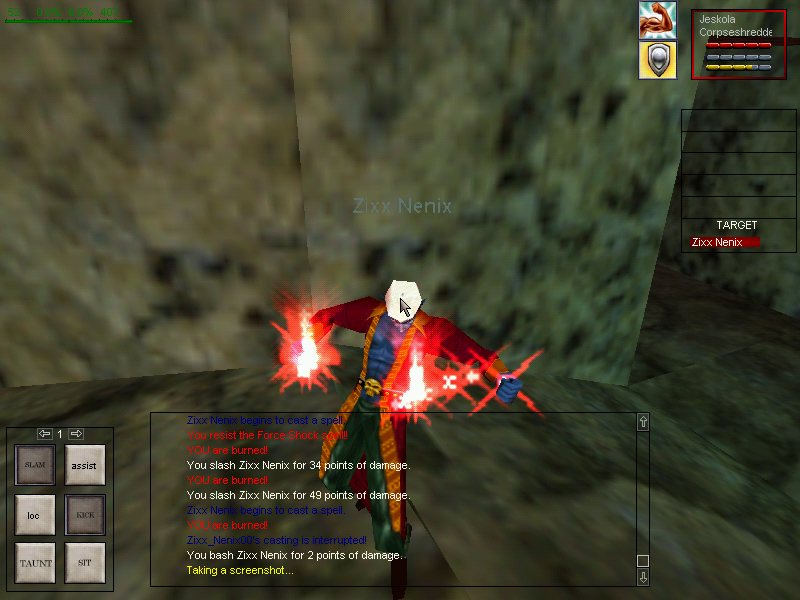 Jeskola
Corpseshredde
Zixx Nenix
TARGET
Zixx Nenix
1
SLAM
assist
loc
KICK
TAUNT
SIT
Zixx Nenix begins to cast a spell.
You resist the Force Shock spell!
YOU are burned!
You slash Zixx Nenix for 34 points of damage.
YOU are burned!
You slash Zixx Nenix for 49 points of damage.
Zixx Nenix begins to cast a spell.
YOU are burned!
Zixx_Nenix00's casting is interrupted!
You bash Zixx Nenix for 2 points of damage.
Taking a screenshot...